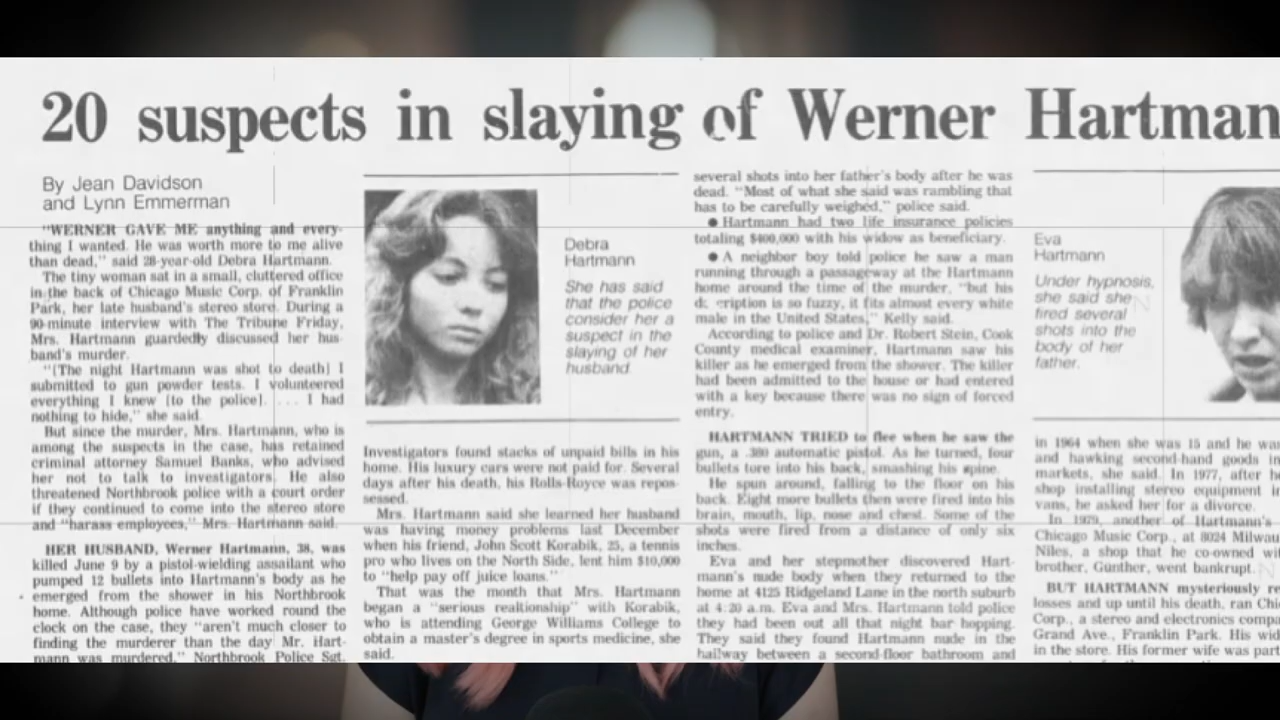 20 suspects in slaying of Werner Hartman
By Jean Davidson
and Lynn Emmerman
"WERNER GAVE ME anything and every-
thing I wanted. He was worth more to me alive
than dead," said 28-year-old Debra Hartmann.
The tiny woman sat in a small, cluttered office
in the back of Chicago Music Corp. of Franklin
Park, her late husband's stereo store. During a
90-minute interview with The Tribune Friday,
Mrs. Hartmann guardedly discussed her hus-
band's murder.
"[The night Hartmann was shot to death] I
submitted to gun powder tests. I volunteered
everything I knew [to the police]. . . . I had
nothing to hide," she said.
But since the murder, Mrs. Hartmann, who is
among the suspects in the case, has retained
criminal attorney Samuel Banks, who advised
her not to talk to investigators. He also
threatened Northbrook police with a court order
if they continued to come into the stereo store
and "harass employees," Mrs. Hartmann said.
HER HUSBAND, Werner Hartmann, 38, was
killed June 9 by a pistol-wielding assailant who
pumped 12 bullets into Hartmann's body as he
emerged from the shower in his Northbrook
home. Although police have worked round the
clock on the case, they "aren't much closer to
finding the murderer than the day Mr. Hart-
mann was murdered," Northbrook Police Sgt.
Debra
Hartmann
She has said
that the police
consider her a
suspect in the
slaying of her
husband.
Investigators found stacks of unpaid bills in his
home. His luxury cars were not paid for. Several
days after his death, his Rolls-Royce was repos-
sessed.
Mrs. Hartmann said she learned her husband
was having money problems last December
when his friend, John Scott Korabik, 25, a tennis
pro who lives on the North Side, lent him $10,000
to "help pay off juice loans."
That was the month that Mrs. Hartmann
began a "serious realtionship" with Korabik,
who is attending George Williams College to
obtain a master's degree in sports medicine, she
said.
several shots into her father's body after he was
dead. "Most of what she said was rambling that
has to be carefully weighed," police said.
● Hartmann had two life insurance policies
totaling $400,000 with his widow as beneficiary.
● A neighbor boy told police he saw a man
running through a passageway at the Hartmann
home around the time of the murder, "but his
description is so fuzzy, it fits almost every white
male in the United States," Kelly said.
According to police and Dr. Robert Stein, Cook
County medical examiner, Hartmann saw his
killer as he emerged from the shower. The killer
had been admitted to the house or had entered
with a key because there was no sign of forced
entry.
HARTMANN TRIED to flee when he saw the
gun, a .380 automatic pistol. As he turned, four
bullets tore into his back, smashing his spine.
He spun around, falling to the floor on his
back. Eight more bullets then were fired into his
brain, mouth, lip, nose and chest. Some of the
shots were fired from a distance of only six
inches.
Eva and her stepmother discovered Hart-
mann's nude body when they returned to the
home at 4125 Ridgeland Lane in the north suburb
at 4:20 a.m. Eva and Mrs. Hartmann told police
they had been out all that night bar-hopping.
They said they found Hartmann nude in the
hallway between a second-floor bathroom and
Eva
Hartmann
Under hypnosis,
she said she
fired several
shots into the
body of her
father.
in 1964 when she was 15 and he was
and hawking second-hand goods in
markets, she said. In 1977, after he
shop installing stereo equipment in
vans, he asked her for a divorce.
In 1979, another of Hartmann's
Chicago Music Corp., at 8024 Milwau
Niles, a shop that he co-owned wi
brother, Gunther, went bankrupt.
BUT HARTMANN mysteriously re
losses and up until his death, ran Chi
Corp., a stereo and electronics compa
Grand Ave., Franklin Park. His wid
in the store. His former wife was part